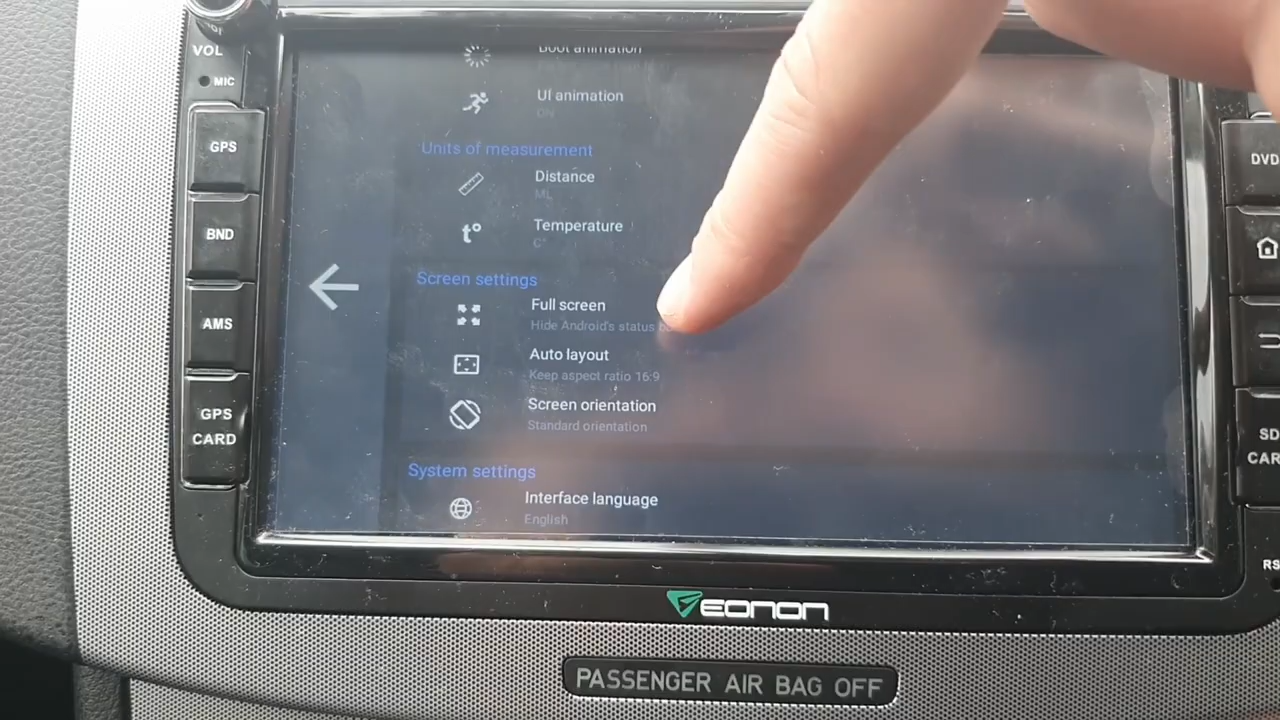 VOL
MIC
GPS
BND
AMS
GPS
CARD
Boot animation
UI animation
ON
Units of measurement
Distance
ML
Temperature
C°
Screen settings
Full screen
Hide Android's status
Auto layout
Keep aspect ratio 16:9
Screen orientation
Standard orientation
System settings
Interface language
English
DVD
SD
CAR
RS
EONON
PASSENGER AIR BAG OFF